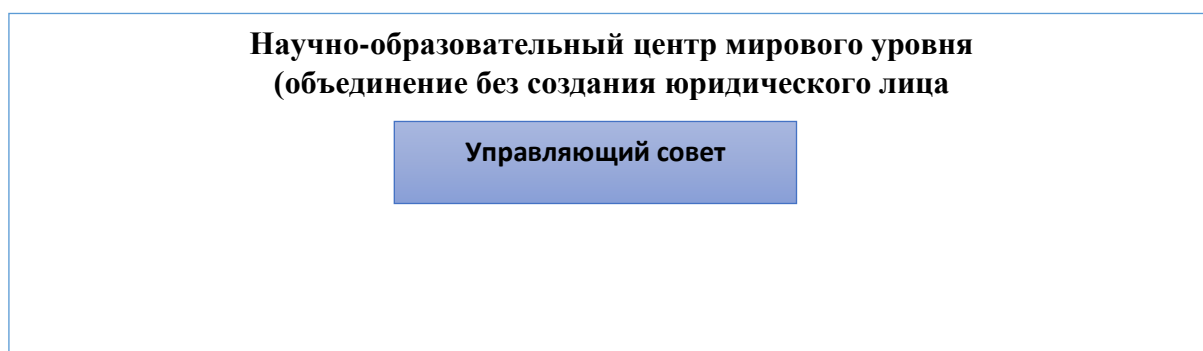 Научно-образовательный центр мирового уровня
(объединение без создания юридического лица
Управляющий совет